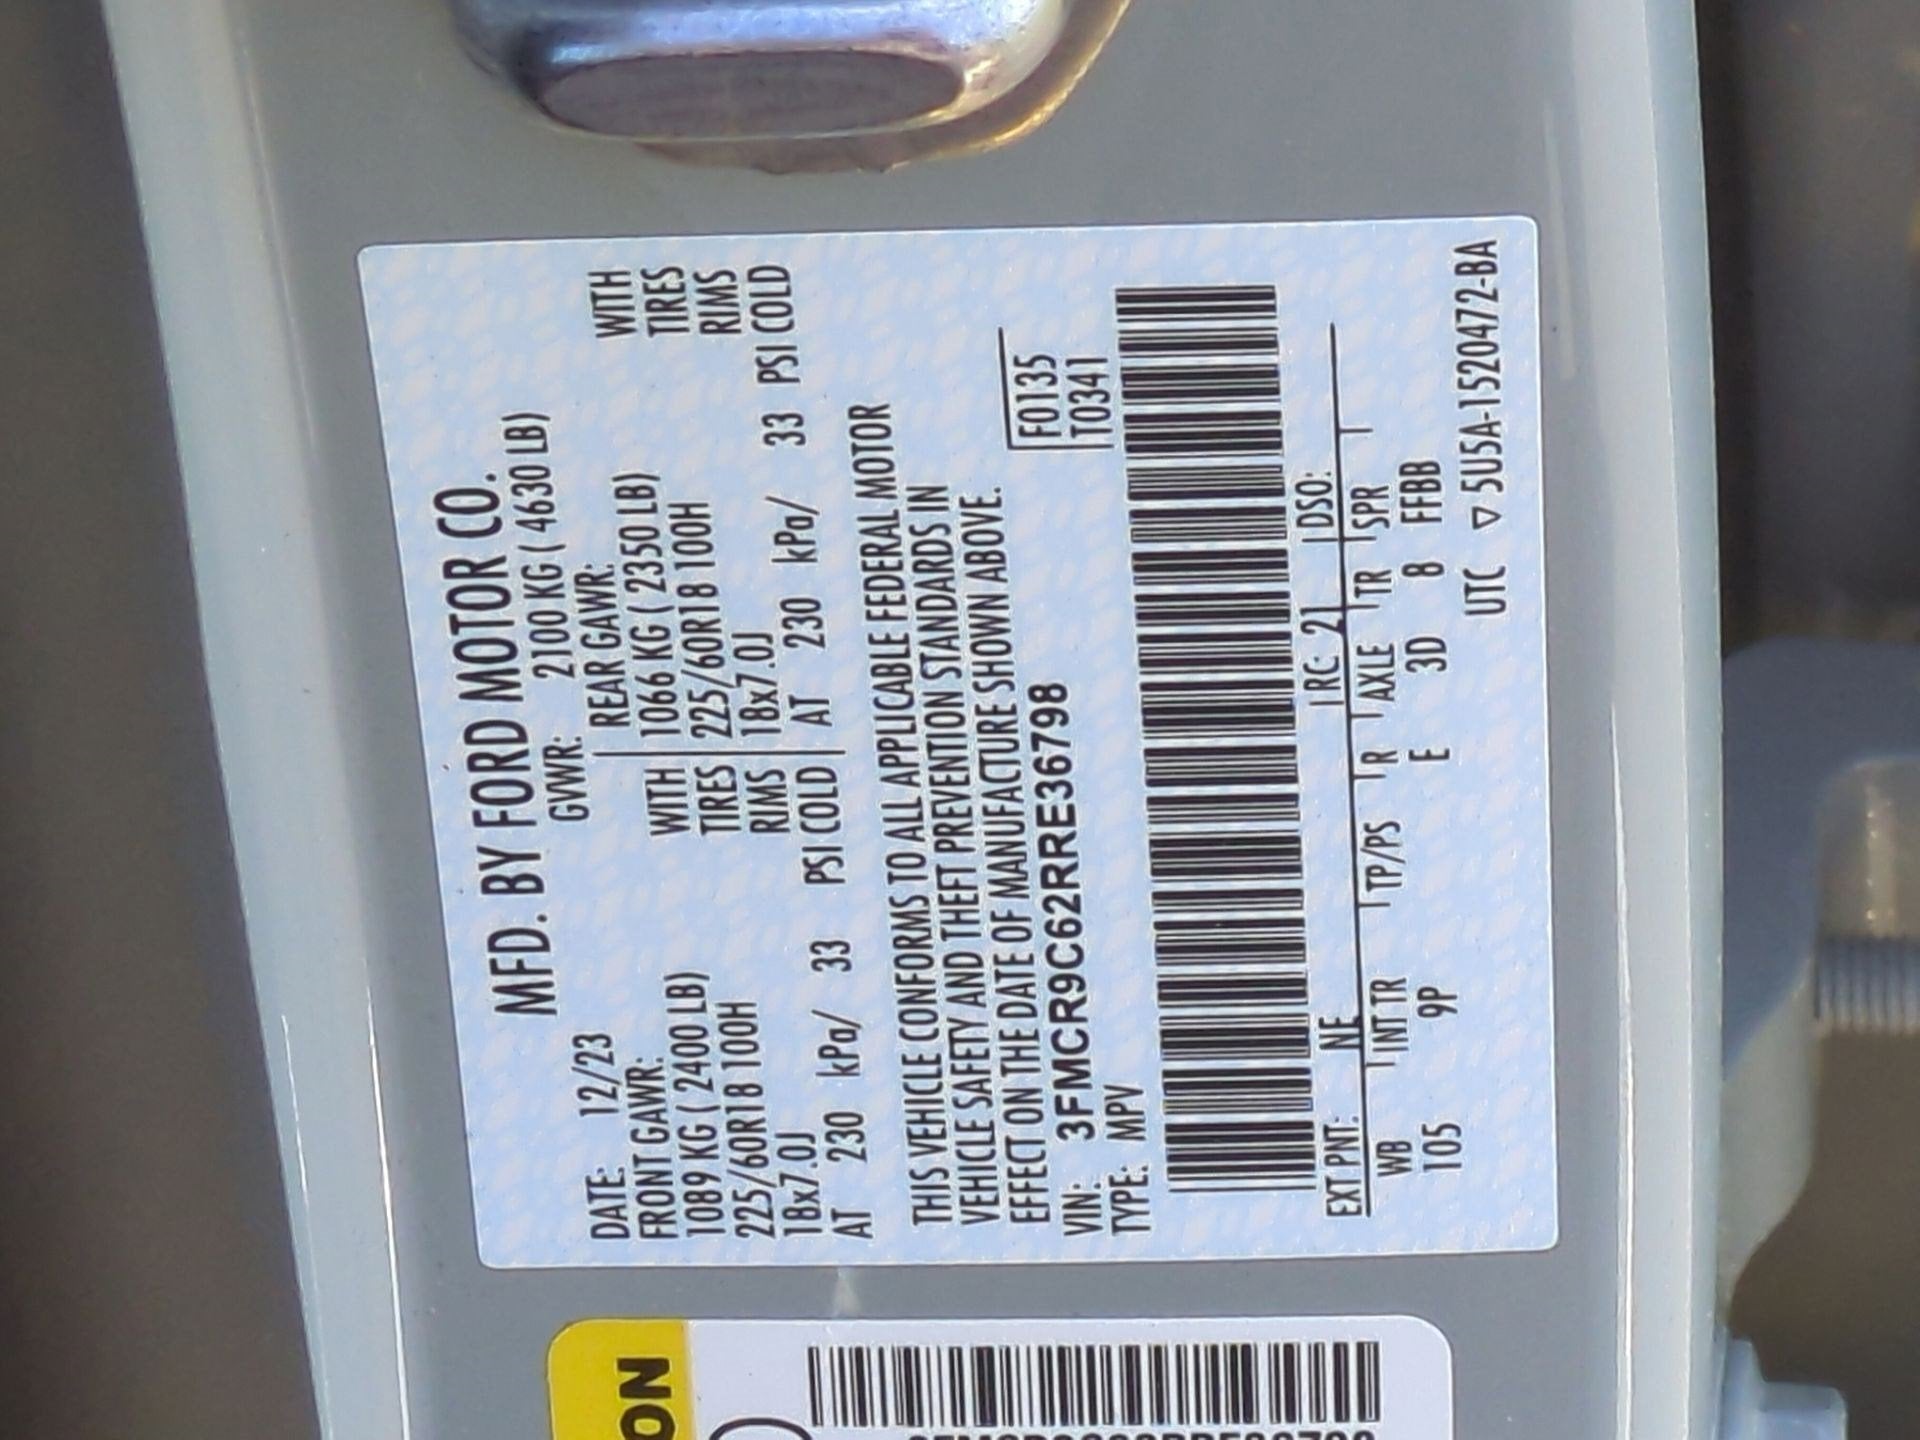 MFD. BY FORD MOTOR CO.
DATE: 12/23 GVWR: 2100 KG ( 4630 LB)
FRONT GAWR: REAR GAWR:
1089 KG ( 2400 LB) WITH 1066 KG ( 2350 LB) WITH
225/60R18 100H TIRES 225/60R18 100H TIRES
18x7.0J RIMS 18x7.0J RIMS
AT 230 kPa/ 33 PSI COLD AT 230 kPa/ 33 PSI COLD
THIS VEHICLE CONFORMS TO ALL APPLICABLE FEDERAL MOTOR
VEHICLE SAFETY AND THEFT PREVENTION STANDARDS IN
EFFECT ON THE DATE OF MANUFACTURE SHOWN ABOVE.
VIN: 3FMCR9C62RRE36798 F0135
TYPE: MPV T0341
EXT PNT: NE RC: 21 DSO:
WB INT TR TP/PS R AXLE TR SPR
105 9P E 3D 8 FFBB
UTC ▽ 5U5A-1520472-BA
ON